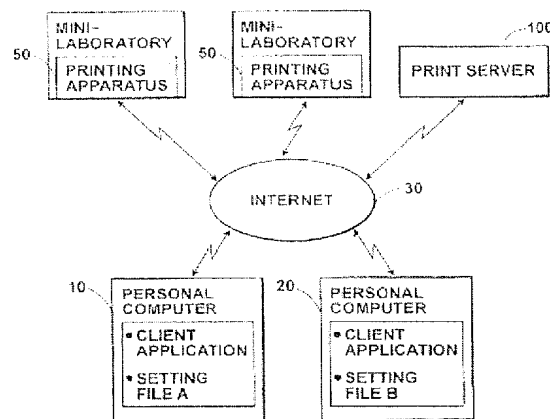 MINI-
LABORATORY
50
PRINTING
APPARATUS
MINI-
LABORATORY
50
PRINTING
APPARATUS
100
PRINT SERVER
INTERNET
30
10
PERSONAL
COMPUTER
• CLIENT
APPLICATION
• SETTING
FILE A
20
PERSONAL
COMPUTER
• CLIENT
APPLICATION
• SETTING
FILE B